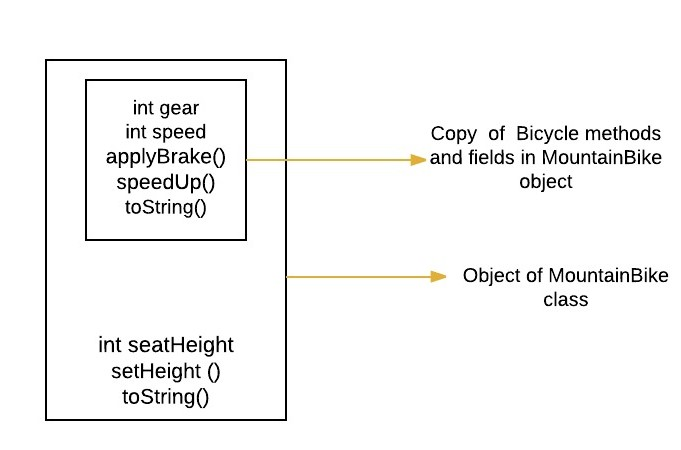 int gear
int speed
applyBrake()
speedUp()
toString()
Copy of Bicycle methods
and fields in MountainBike
object
Object of MountainBike
class
int seatHeight
setHeight ()
toString()